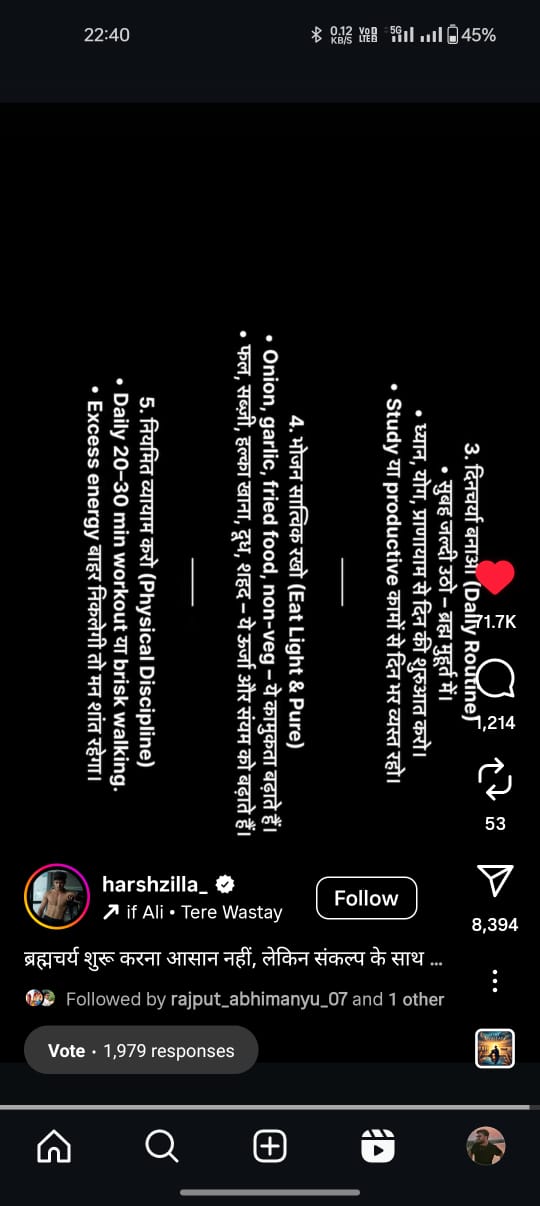 22:40
0.12 KB/S
VoD LTED
5G
45%
3. दिनचर्या बनाओ (Daily Routine)
• सुबह जल्दी उठो – ब्रह्म मुहूर्त में।
• ध्यान, योग, प्राणायाम से दिन की शुरुआत करो।
• Study या productive कामों से दिन भर व्यस्त रहो।
4. भोजन सात्विक रखो (Eat Light & Pure)
• Onion, garlic, fried food, non-veg – ये कामुकता बढ़ाते हैं।
• फल, सब्ज़ी, हल्का खाना, दूध, शहद – ये ऊर्जा और संयम को बढ़ाते हैं।
5. नियमित व्यायाम करो (Physical Discipline)
• Daily 20–30 min workout या brisk walking.
• Excess energy बाहर निकलेगी तो मन शांत रहेगा।
71.7K
1,214
53
8,394
harshzilla_
if Ali • Tere Wastay
Follow
ब्रह्मचर्य शुरू करना आसान नहीं, लेकिन संकल्प के साथ ...
Followed by rajput_abhimanyu_07 and 1 other
Vote • 1,979 responses